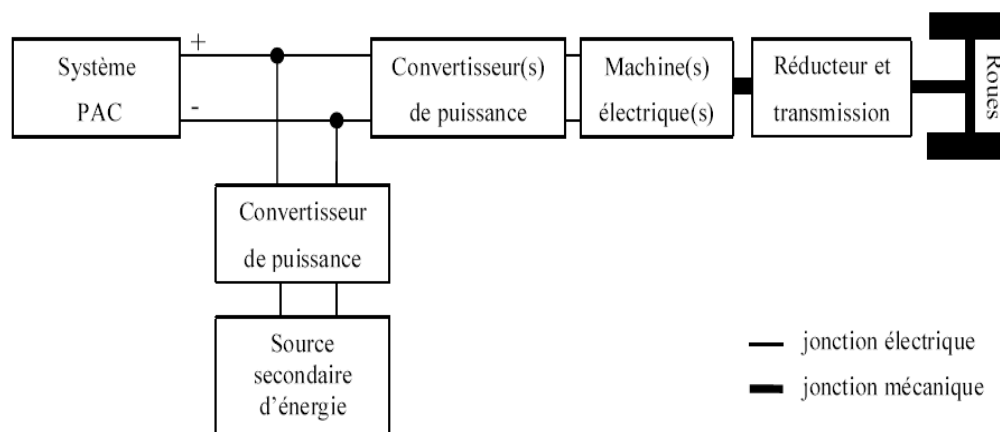 Système
PAC
+
-
Convertisseur(s)
de puissance
Machine(s)
électrique(s)
Réducteur et
transmission
Roues
Convertisseur
de puissance
Source
secondaire
d'énergie
jonction électrique
jonction mécanique